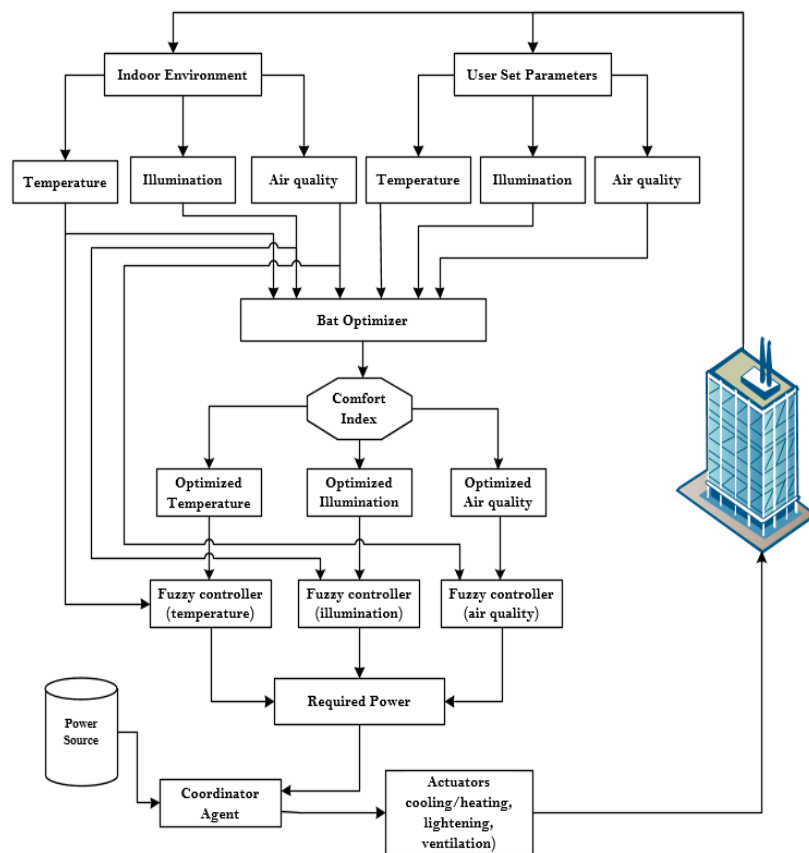 Indoor Environment
User Set Parameters
Temperature
Illumination
Air quality
Temperature
Illumination
Air quality
Bat Optimizer
Comfort
Index
Optimized
Temperature
Optimized
Illumination
Optimized
Air quality
Fuzzy controller
(temperature)
Fuzzy controller
(illumination)
Fuzzy controller
(air quality)
Required Power
Power
Source
Coordinator
Agent
Actuators
cooling/heating,
lightening,
ventilation)